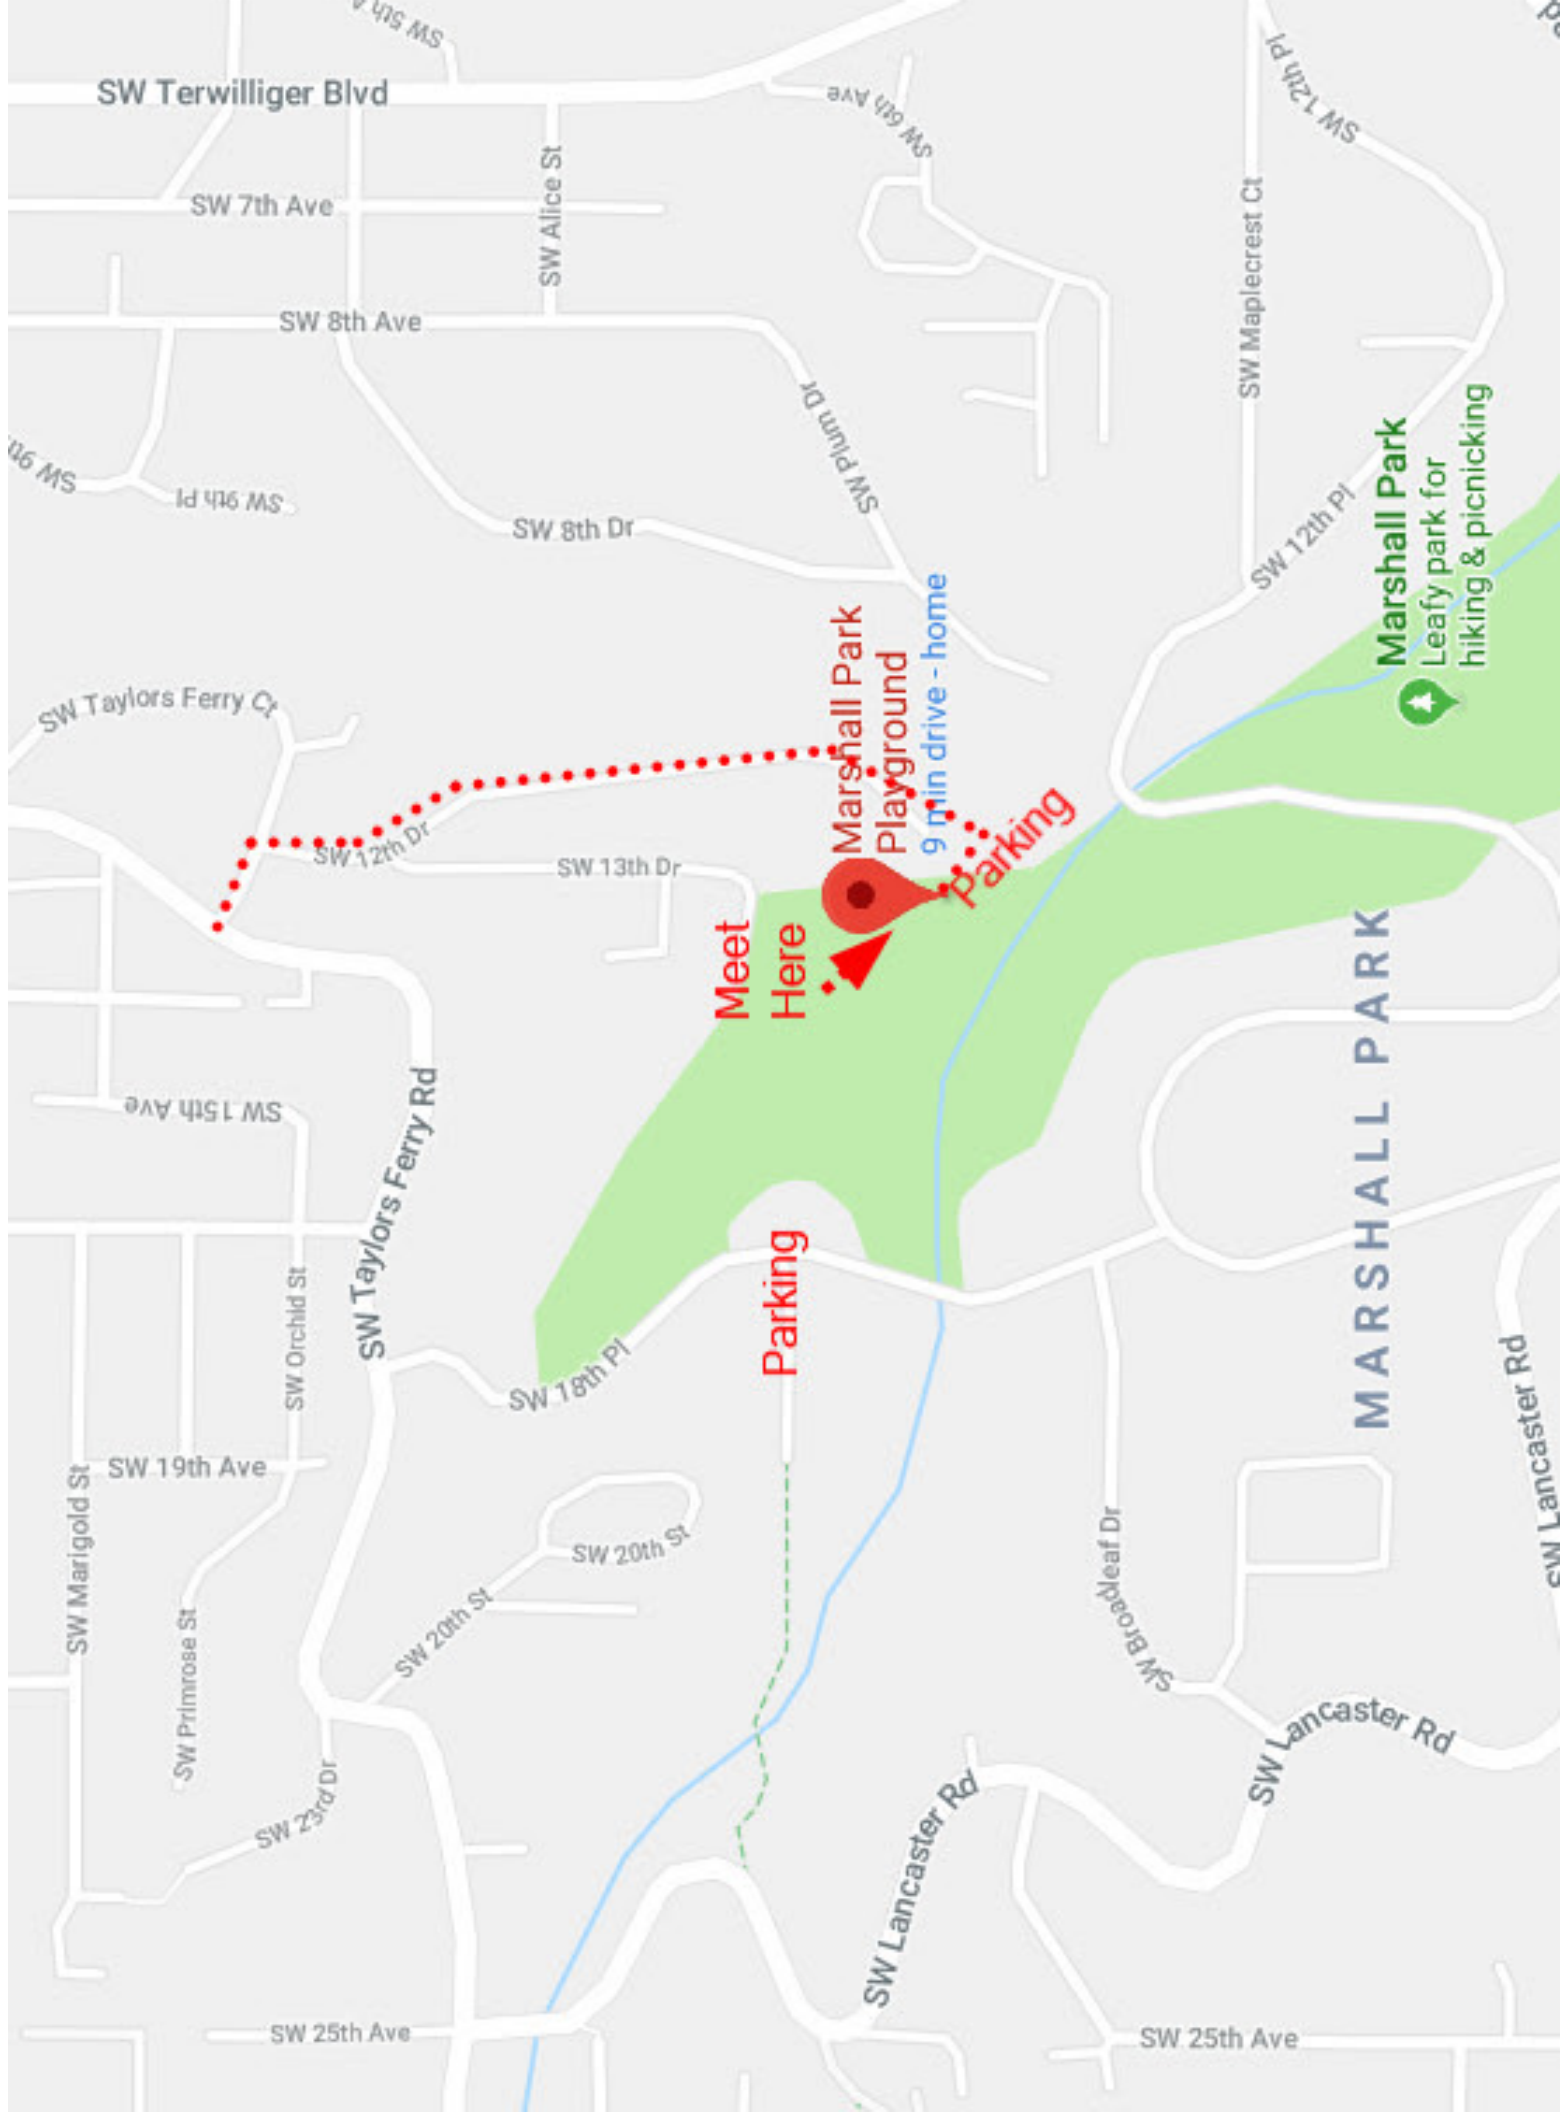 SW 5th A
SW Terwilliger Blvd
SW 6th Ave
SW 12th Pl
SW 7th Ave
SW Alice St
SW Maplecrest Ct
SW 8th Ave
SW Plum Dr
SW 9th
SW 9th Pl
SW 8th Dr
SW 12th Pl
Marshall Park
Leafy park for
hiking & picnicking
SW Taylors Ferry Ct
Marshall Park
Playground
9 min drive - home
SW 12th Dr
SW 13th Dr
Parking
Meet
Here
MARSHALL PARK
SW 15th Ave
SW Taylors Ferry Rd
SW Orchid St
Parking
SW 18th Pl
SW Marigold St
SW 19th Ave
SW 20th St
SW 20th St
SW Primrose St
SW 23rd Dr
SW Broadleaf Dr
SW Lancaster Rd
SW Lancaster Rd
SW Lancaster Rd
SW 25th Ave
SW 25th Ave